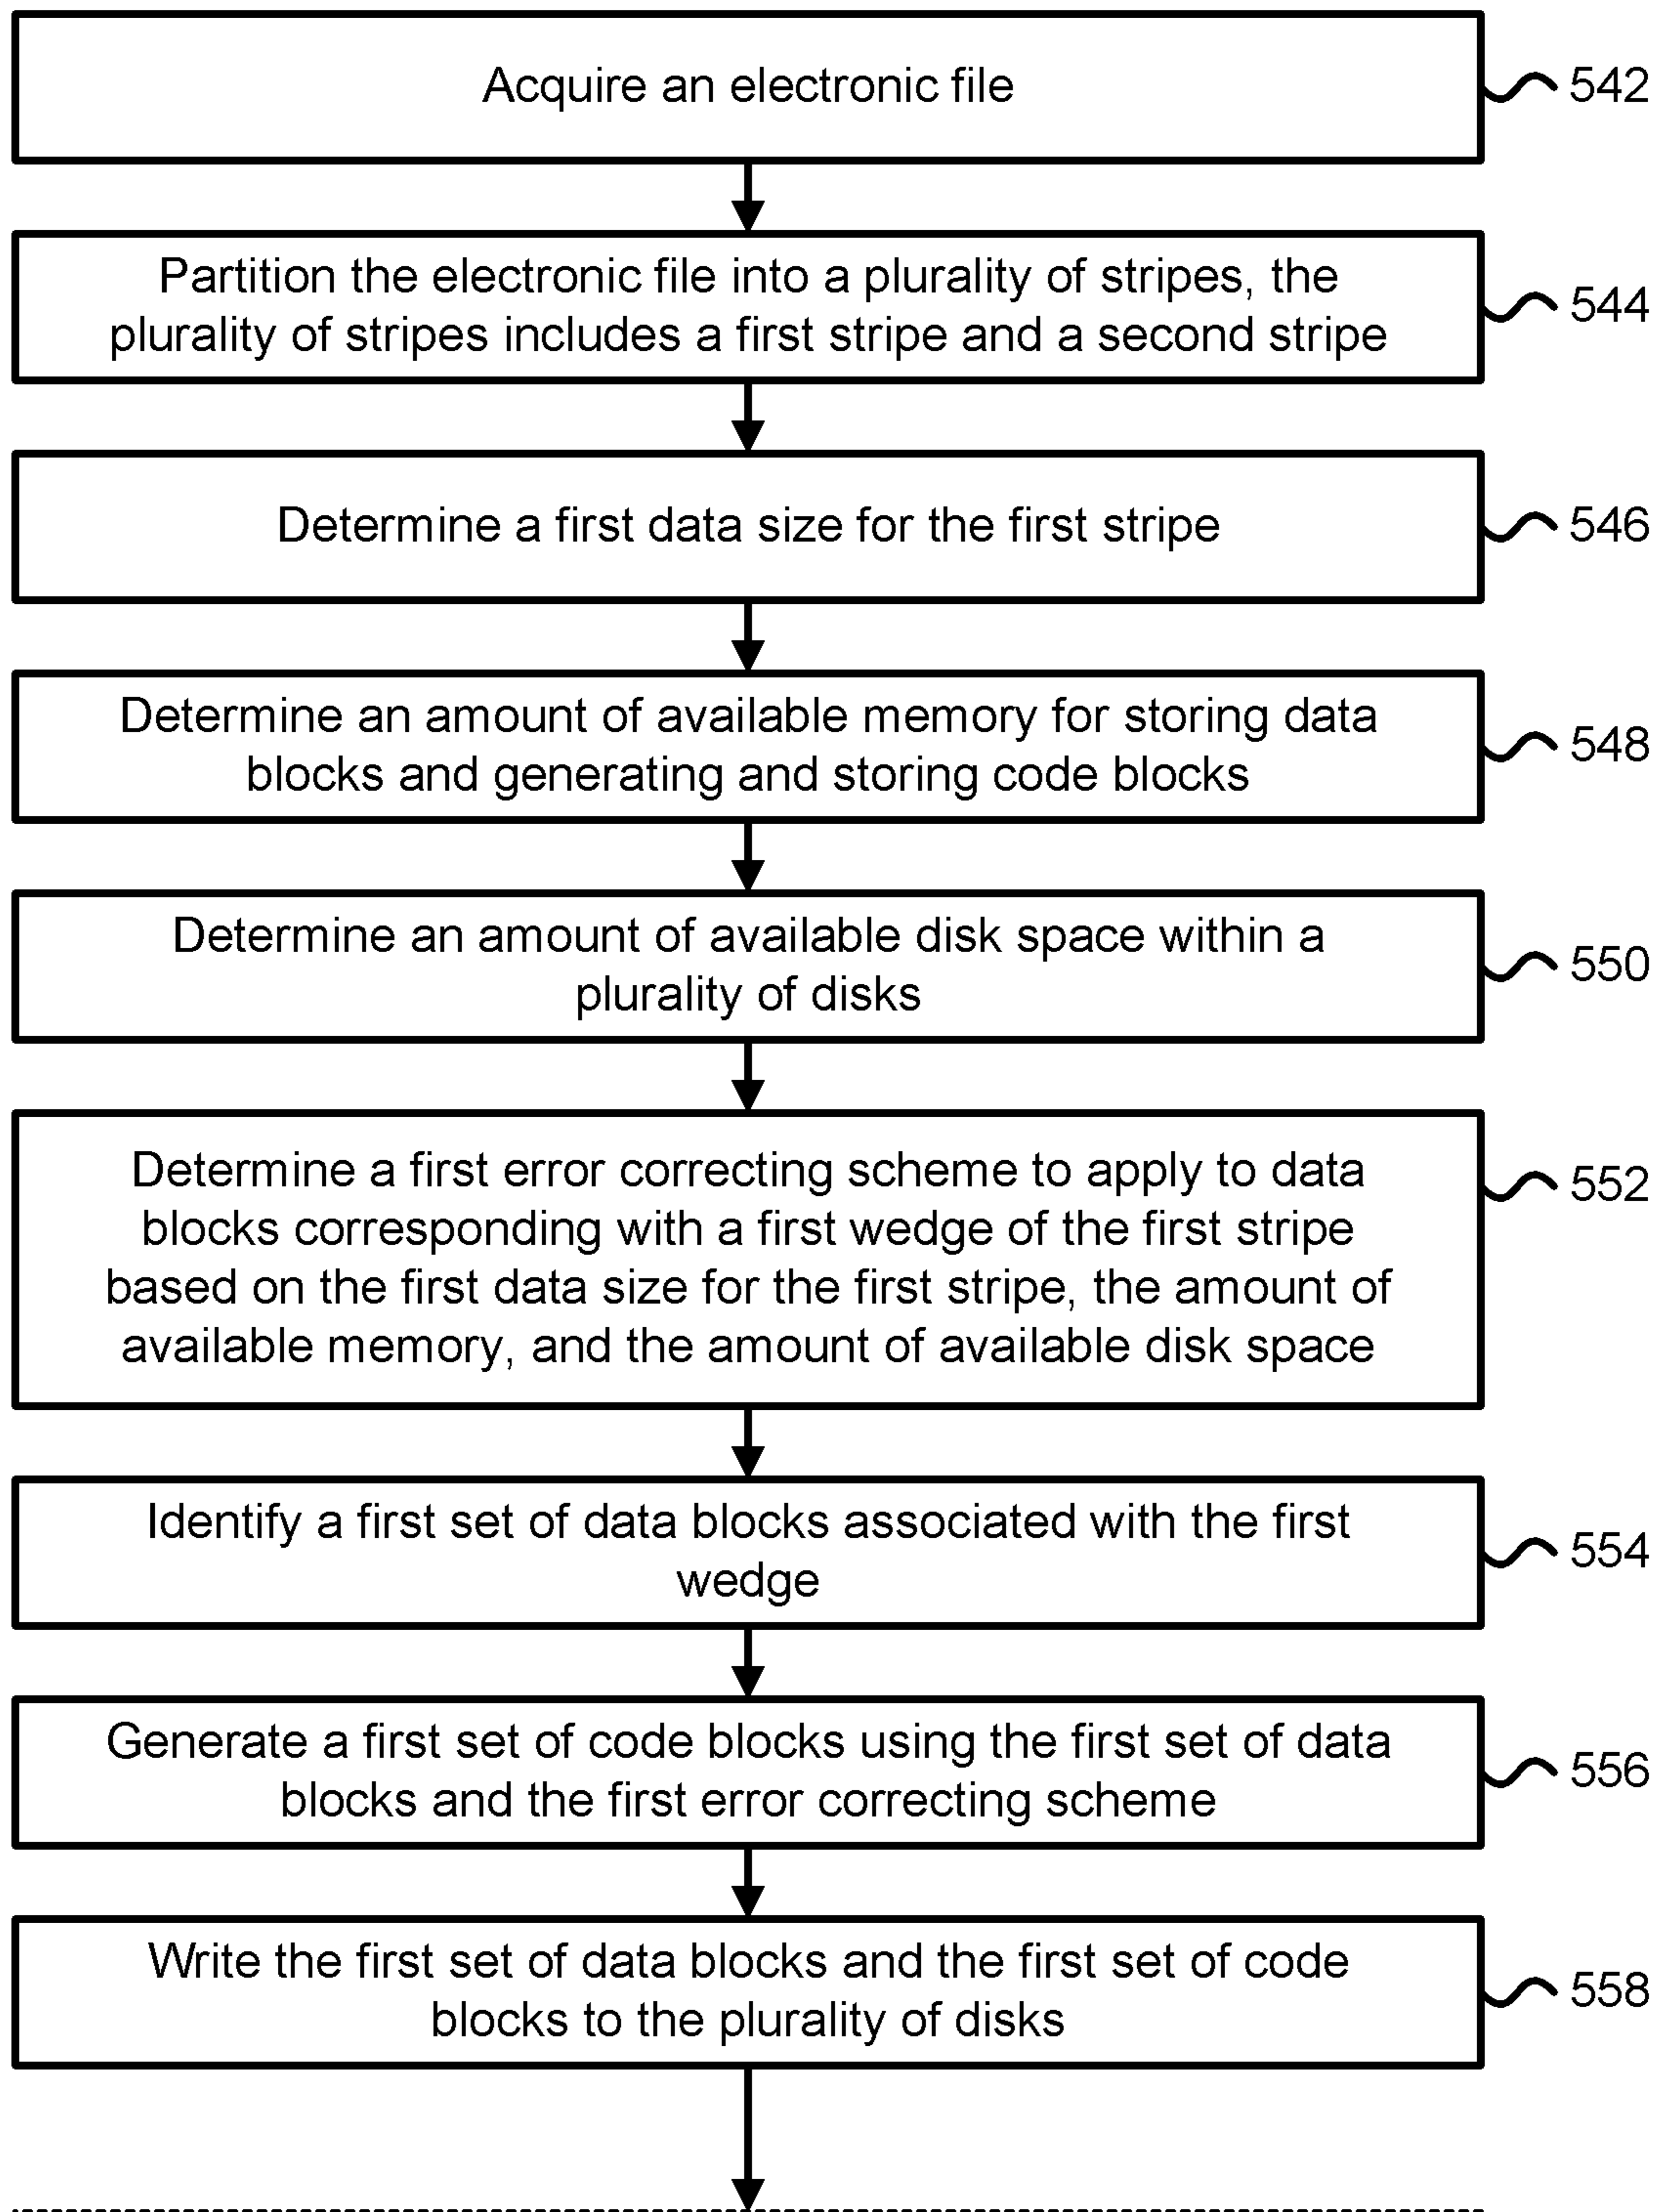 Acquire an electronic file
542
Partition the electronic file into a plurality of stripes, the
plurality of stripes includes a first stripe and a second stripe
544
Determine a first data size for the first stripe
546
Determine an amount of available memory for storing data
blocks and generating and storing code blocks
548
Determine an amount of available disk space within a
plurality of disks
550
Determine a first error correcting scheme to apply to data
blocks corresponding with a first wedge of the first stripe
based on the first data size for the first stripe, the amount of
available memory, and the amount of available disk space
552
Identify a first set of data blocks associated with the first
wedge
554
Generate a first set of code blocks using the first set of data
blocks and the first error correcting scheme
556
Write the first set of data blocks and the first set of code
blocks to the plurality of disks
558